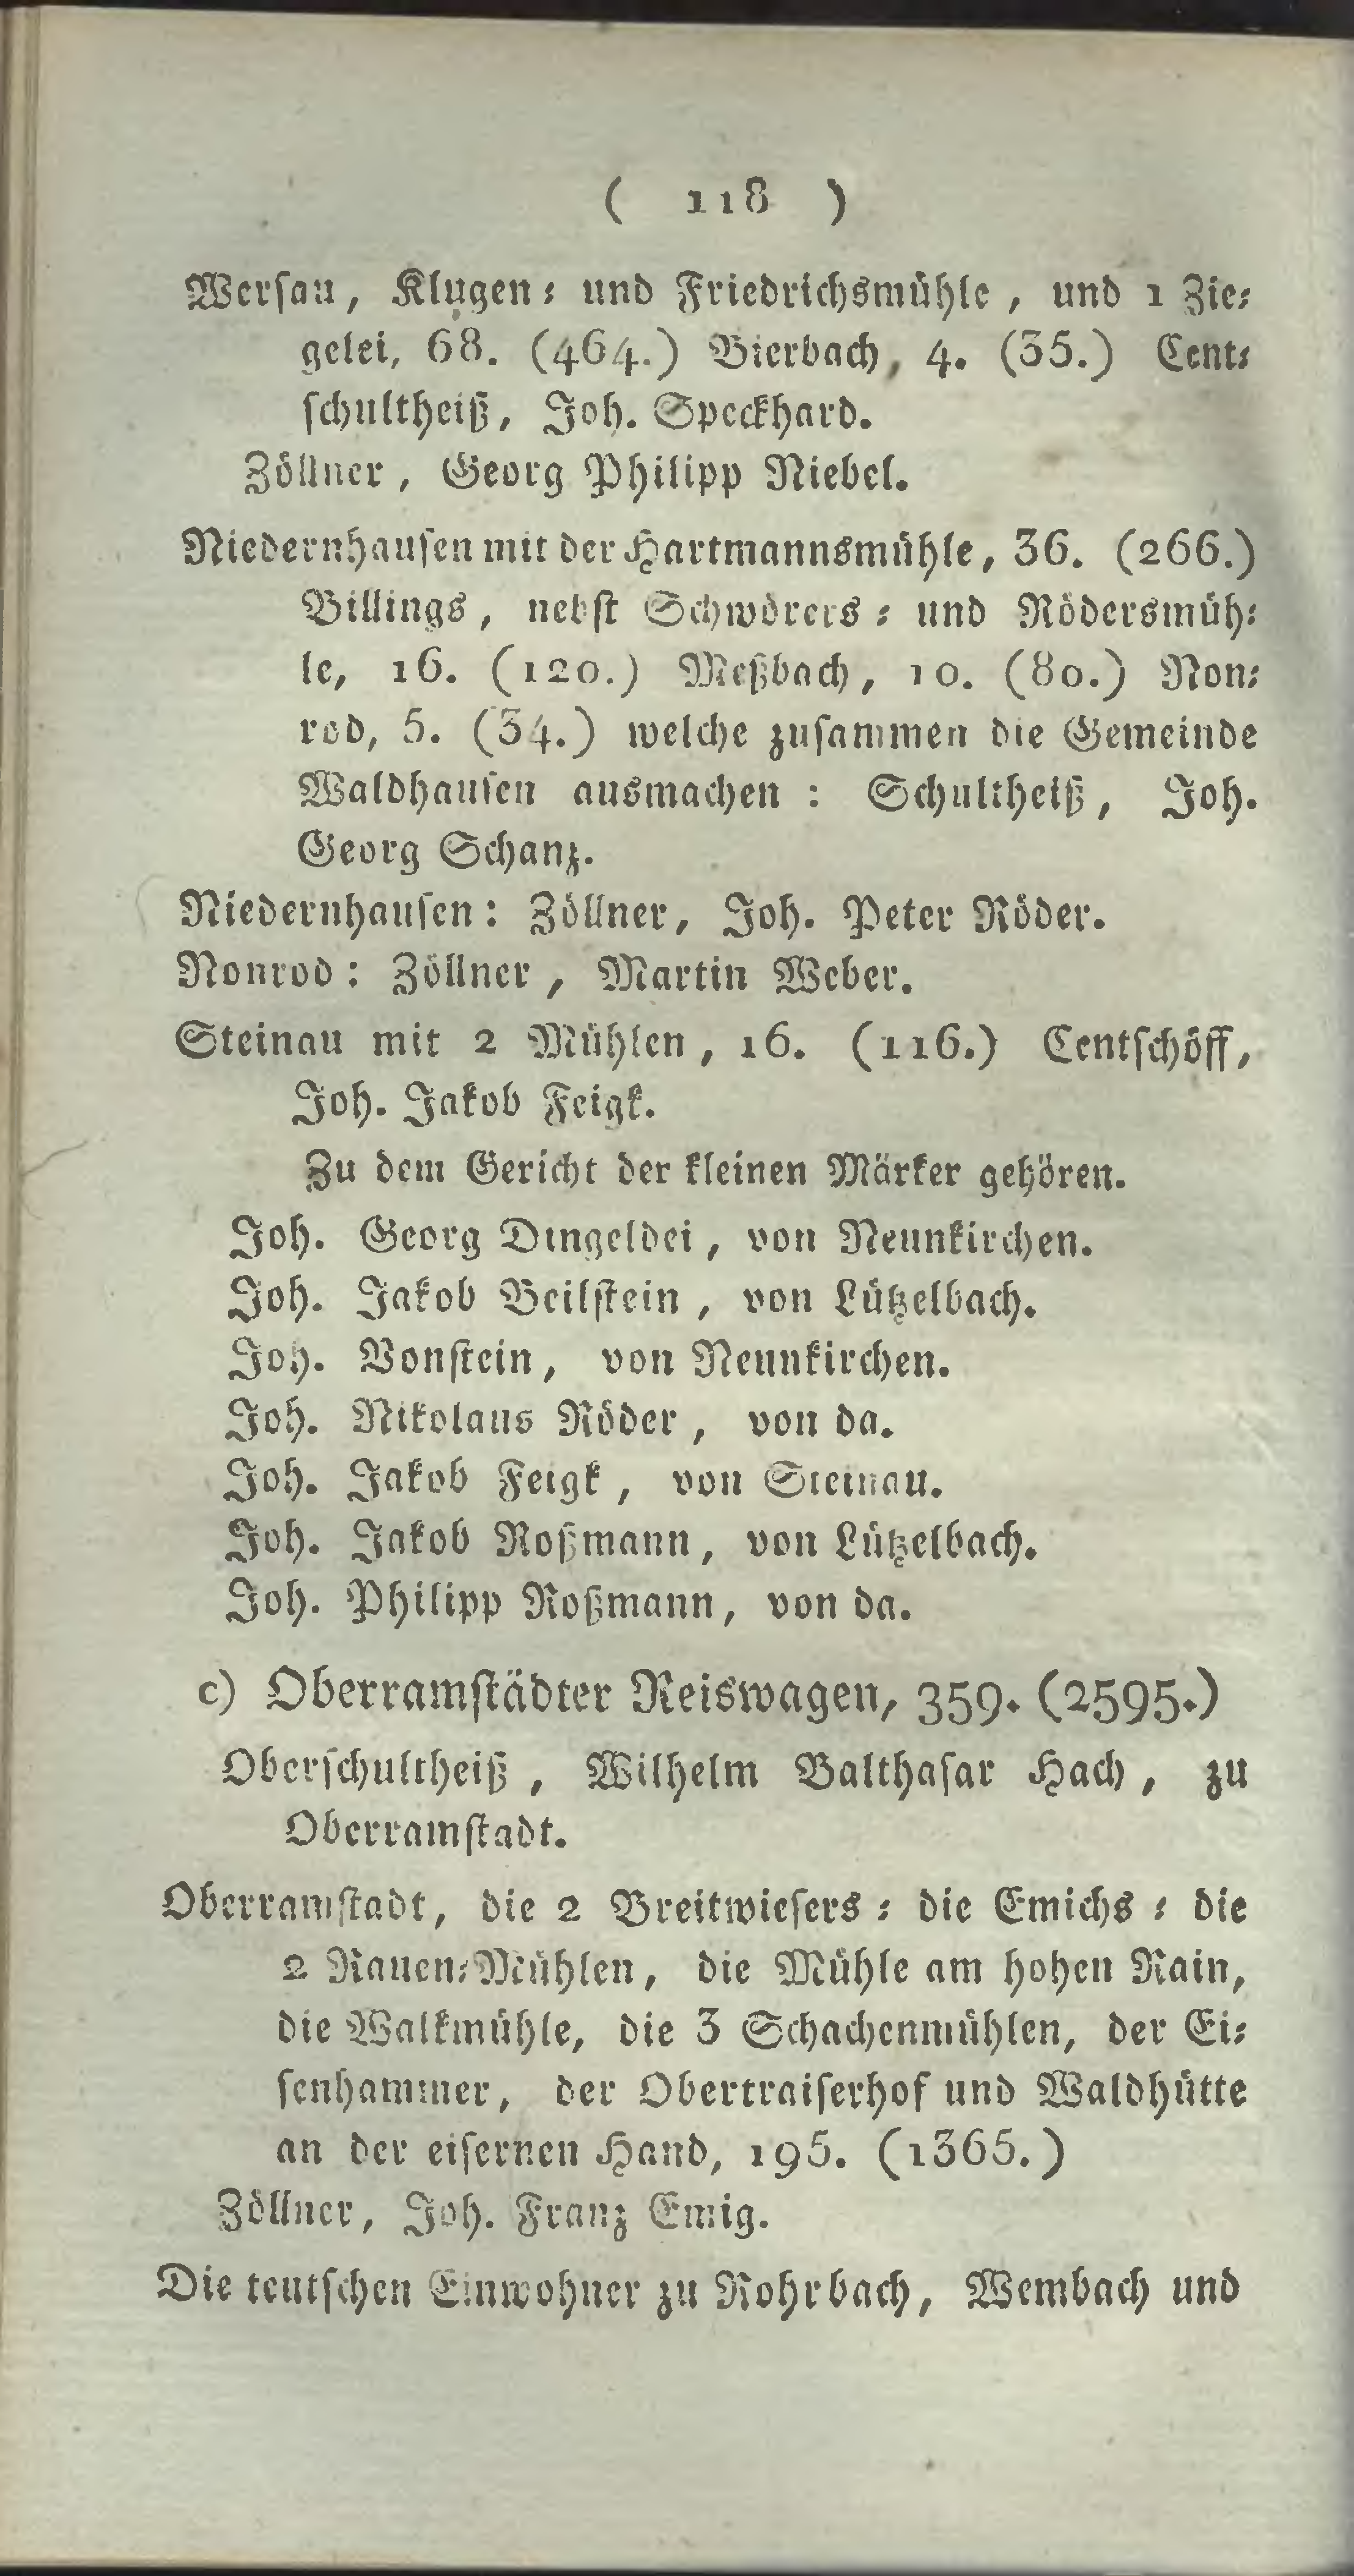 ( 118 )
Wersau, Klugen⸗ und Friedrichsmühle, und 1 Zie⸗
gelei, 68. (464.) Bierbach, 4. (35.) Cent⸗
ſchultheiß, Joh. Speckhard.
Zöllner, Georg Philipp Niebel.
Niedernhauſen mit der Hartmannsmühle, 36. (266.)
Billings, nebſt Schwörers⸗ und Rödersmüh⸗
le, 16. (120.) Meßbach, 10. (80.) Non⸗
rod, 5. (34.) welche zuſammen die Gemeinde
Waldhauſen ausmachen: Schultheiß, Joh.
Georg Schanz.
Niedernhauſen: Zöllner, Joh. Peter Röder.
Nonrod: Zöllner, Martin Weber.
Steinau mit 2 Mühlen, 16. (116.) Centſchöff,
Joh. Jakob Feigk.
Zu dem Gericht der kleinen Märker gehören.
Joh. Georg Dingeldei, von Neunkirchen.
Joh. Jakob Beilſtein, von Lützelbach.
Joh. Vonſtein, von Neunkirchen.
Joh. Nikolaus Röder, von da.
Joh. Jakob Feigk, von Steinau.
Joh. Jakob Roßmann, von Lützelbach.
Joh. Philipp Roßmann, von da.
c) Oberramſtädter Reiswagen, 359. (2595.)
Oberſchultheiß, Wilhelm Balthaſar Hach, zu
Oberramſtadt.
Oberramſtadt, die 2 Breitwieſers⸗ die Emichs⸗ die
2 Rauen⸗Mühlen, die Mühle am hohen Rain,
die Walkmühle, die 3 Schachenmühlen, der Ei⸗
ſenhammer, der Obertraiſerhof und Waldhütte
an der eiſernen Hand, 195. (1365.)
Zöllner, Joh. Franz Emig.
Die teutſchen Einwohner zu Rohrbach, Wembach und